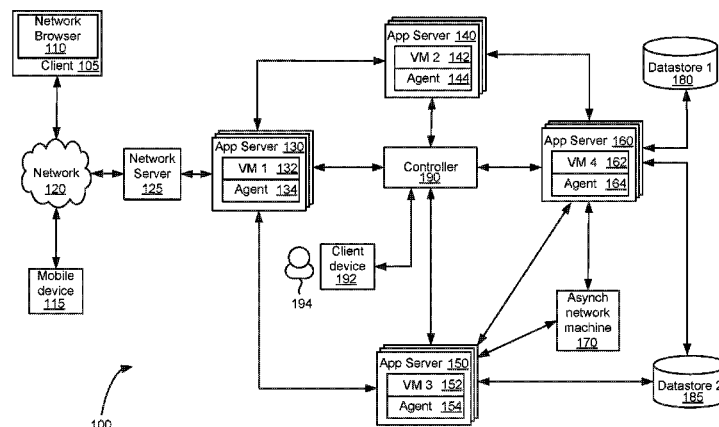 Network
Browser
110
Client 105
Network
120
Mobile
device
115
Network
Server
125
App Server 130
VM 1 132
Agent 134
App Server 140
VM 2 142
Agent 144
Controller
190
Client
device
192
194
App Server 150
VM 3 152
Agent 154
App Server 160
VM 4 162
Agent 164
Asynch
network
machine
170
Datastore 1
180
Datastore 2
185
100